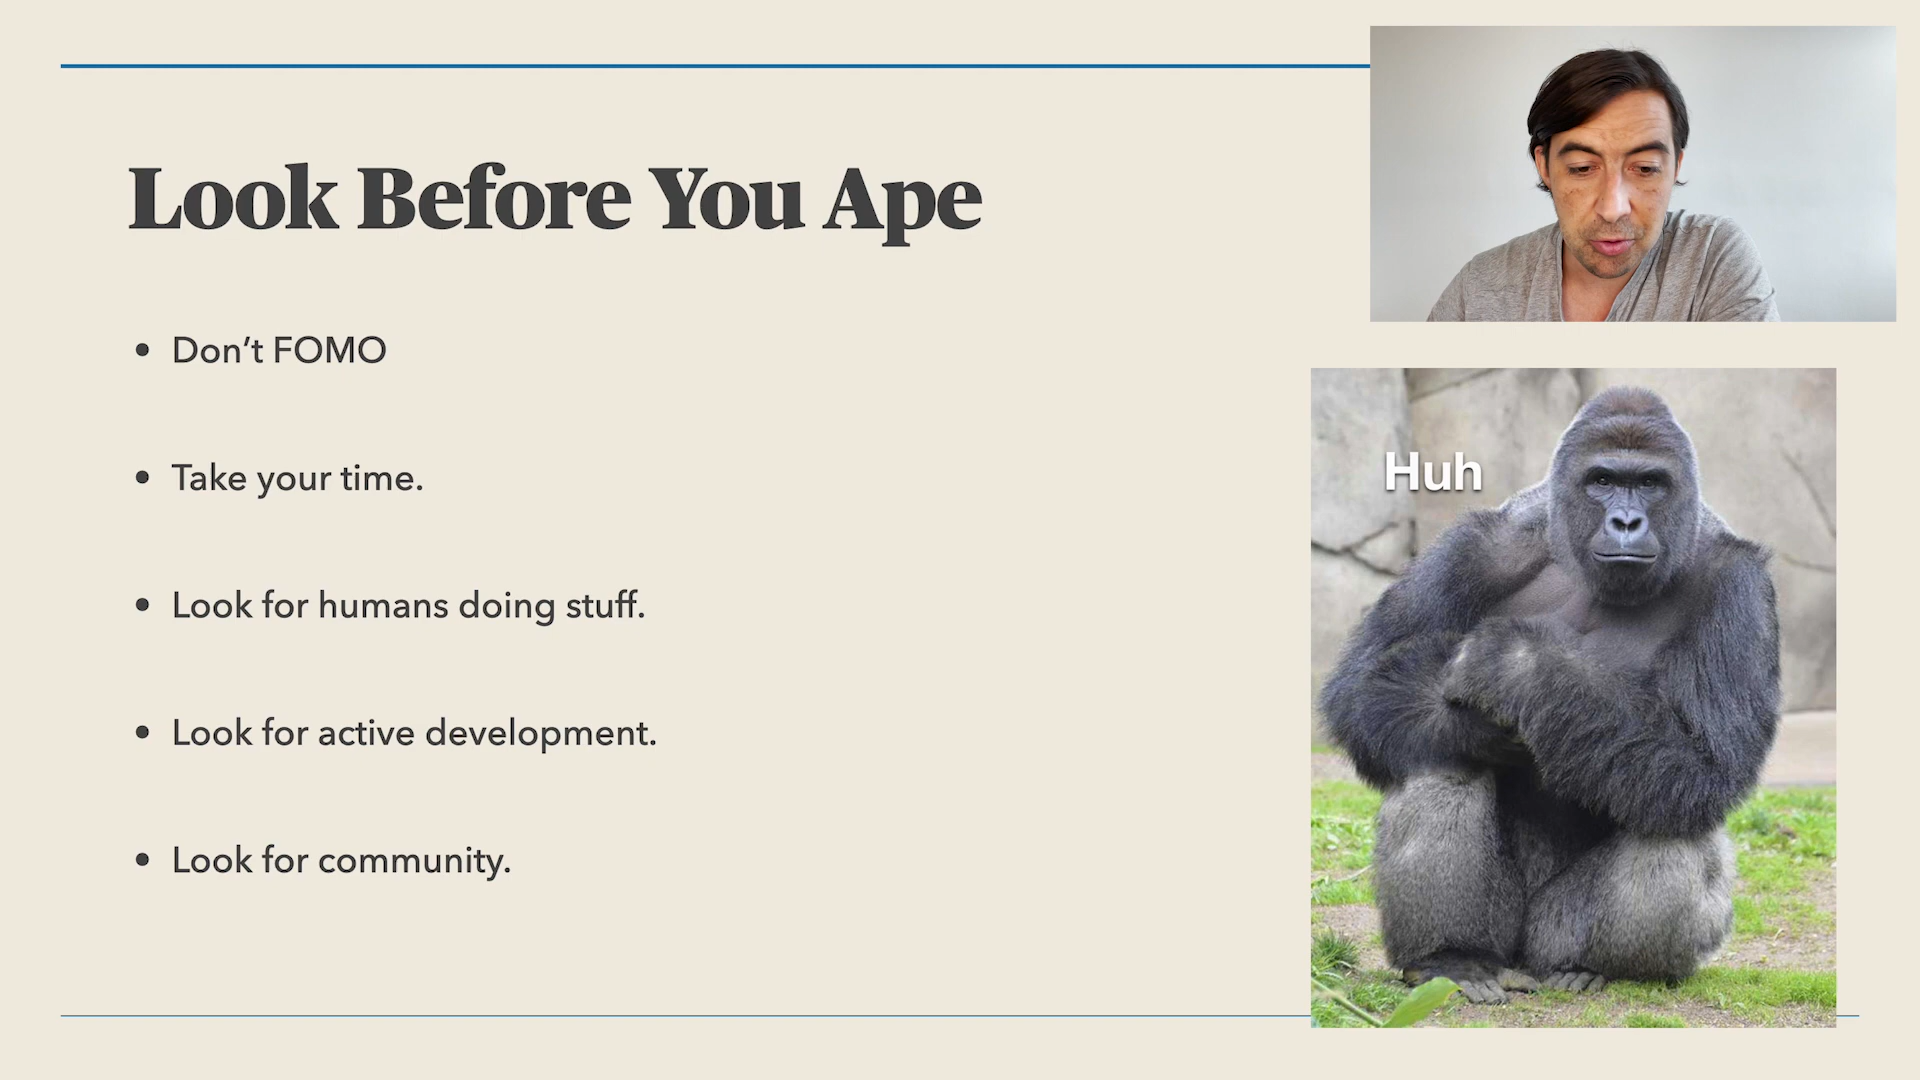 Look Before You Ape
• Don’t FOMO
• Take your time.
• Look for humans doing stuff.
• Look for active development.
• Look for community.
Huh